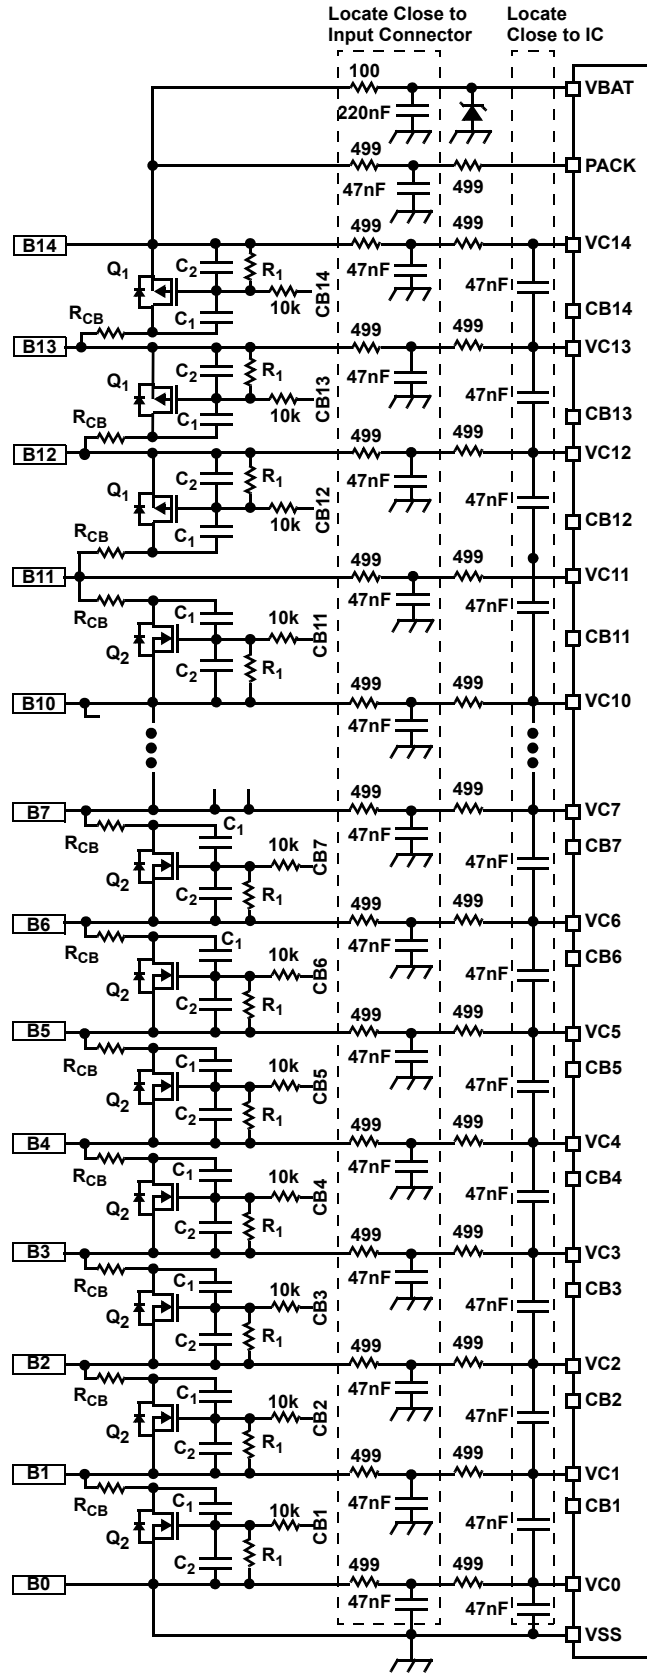 Locate Close to
Input Connector
Locate
Close to IC
100
VBAT
220nF
499
PACK
47nF
499
B14
499
499
VC14
Q1
C2
R1
47nF
CB14
47nF
RCB
C1
10k
CB14
B13
499
499
VC13
Q1
C2
R1
47nF
CB13
47nF
RCB
C1
10k
CB13
B12
499
499
VC12
Q1
C2
R1
47nF
CB12
47nF
RCB
C1
10k
CB12
B11
499
499
VC11
RCB
C1
10k
CB11
47nF
47nF
Q2
C2
R1
CB11
B10
499
499
VC10
47nF
B7
499
499
VC7
RCB
C1
10k
CB7
47nF
47nF
CB7
Q2
C2
R1
B6
499
499
VC6
RCB
C1
10k
CB6
47nF
47nF
CB6
Q2
C2
R1
B5
499
499
VC5
RCB
C1
10k
CB5
47nF
47nF
CB5
Q2
C2
R1
B4
499
499
VC4
RCB
C1
10k
CB4
47nF
47nF
CB4
Q2
C2
R1
B3
499
499
VC3
RCB
C1
10k
CB3
47nF
47nF
CB3
Q2
C2
R1
B2
499
499
VC2
RCB
C1
10k
CB2
47nF
47nF
CB2
Q2
C2
R1
B1
499
499
VC1
RCB
C1
10k
CB1
47nF
47nF
CB1
Q2
C2
R1
B0
499
499
VC0
47nF
47nF
VSS